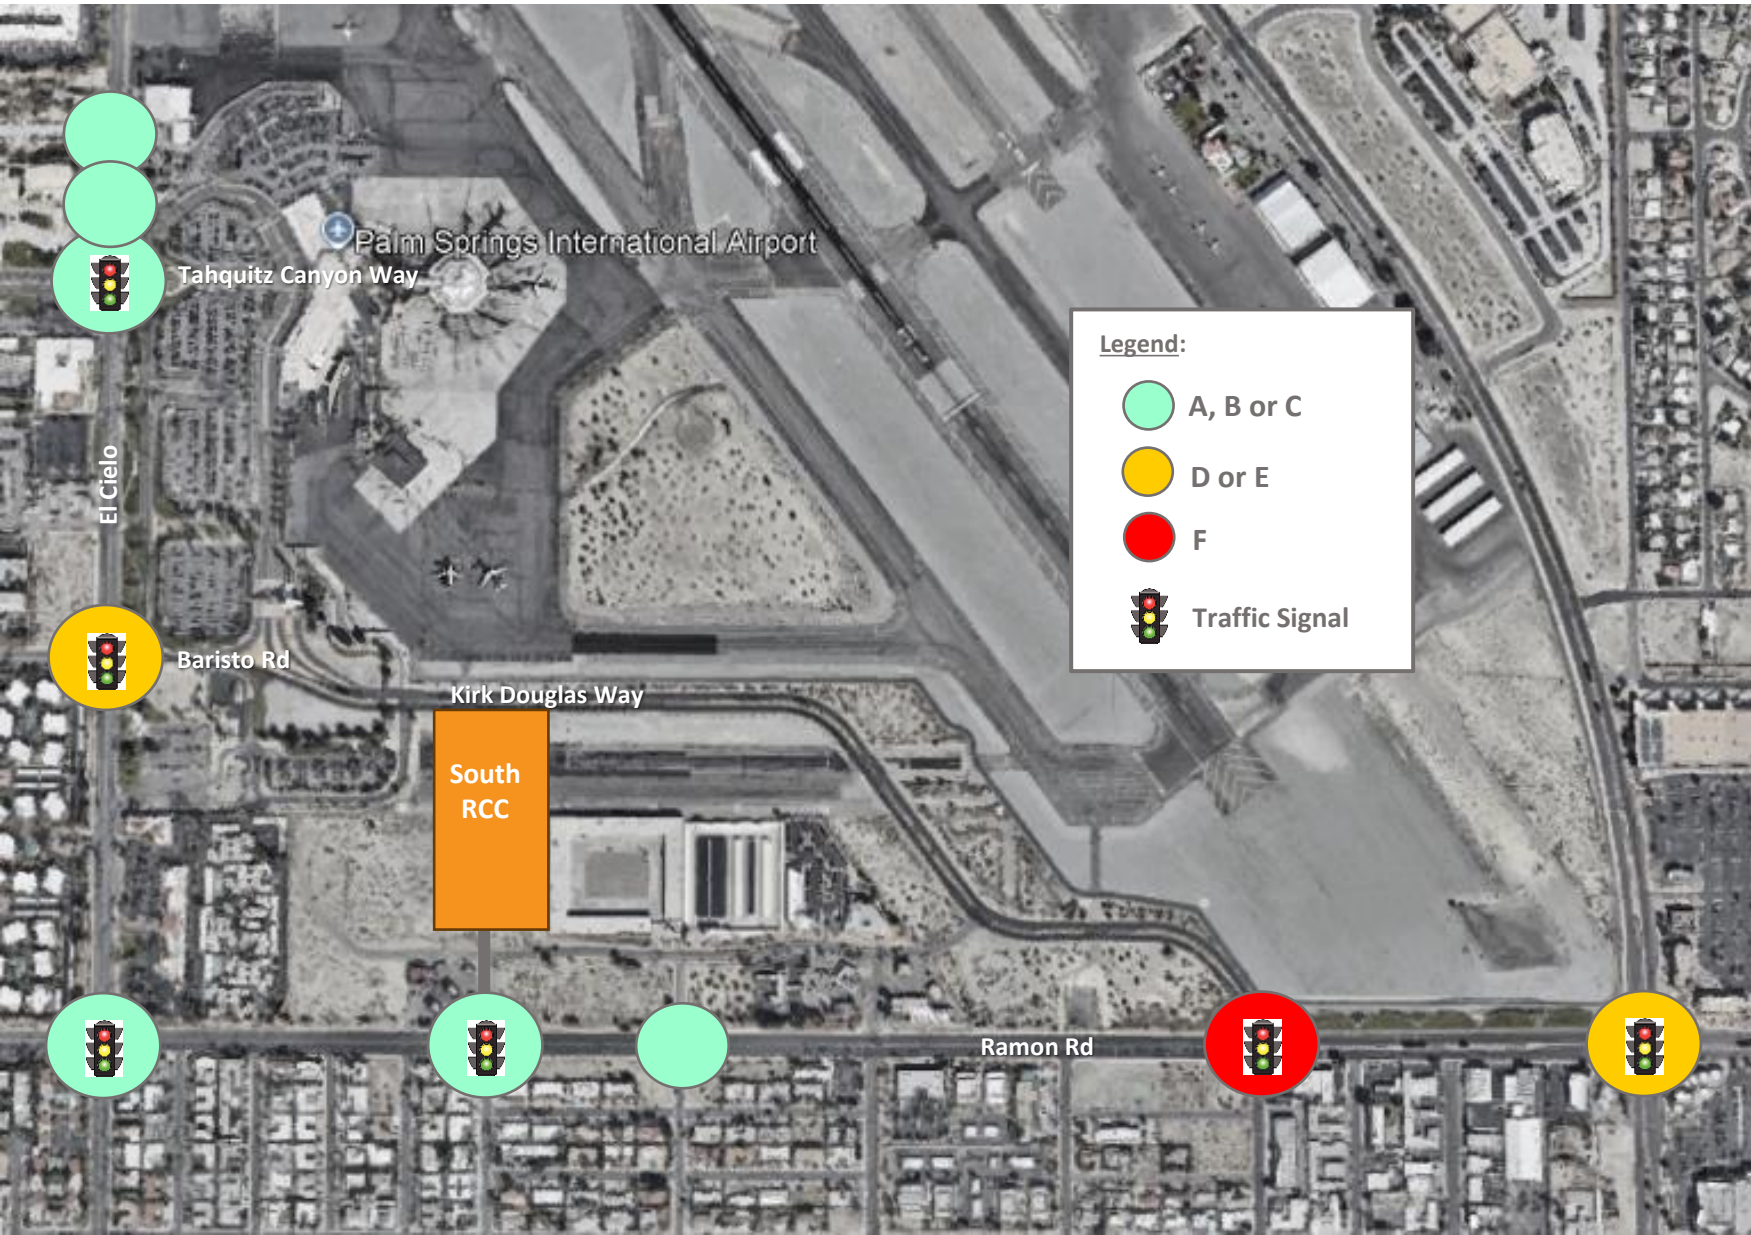 Palm Springs International Airport
Tahquitz Canyon Way
Legend:
A, B or C
D or E
F
Traffic Signal
El Cielo
Baristo Rd
Kirk Douglas Way
South
RCC
Ramon Rd